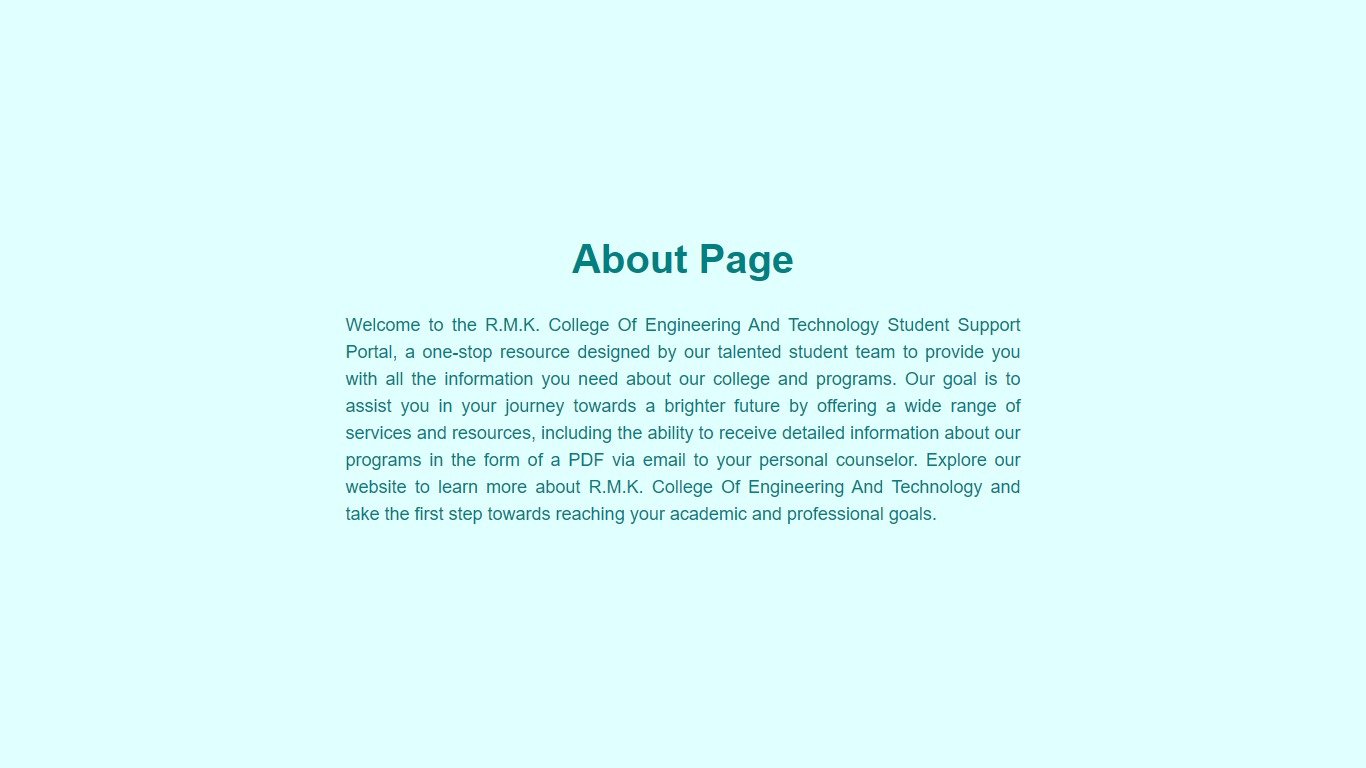 About Page
Welcome to the R.M.K. College Of Engineering And Technology Student Support
Portal, a one-stop resource designed by our talented student team to provide you
with all the information you need about our college and programs. Our goal is to
assist you in your journey towards a brighter future by offering a wide range of
services and resources, including the ability to receive detailed information about our
programs in the form of a PDF via email to your personal counselor. Explore our
website to learn more about R.M.K. College Of Engineering And Technology and
take the first step towards reaching your academic and professional goals.